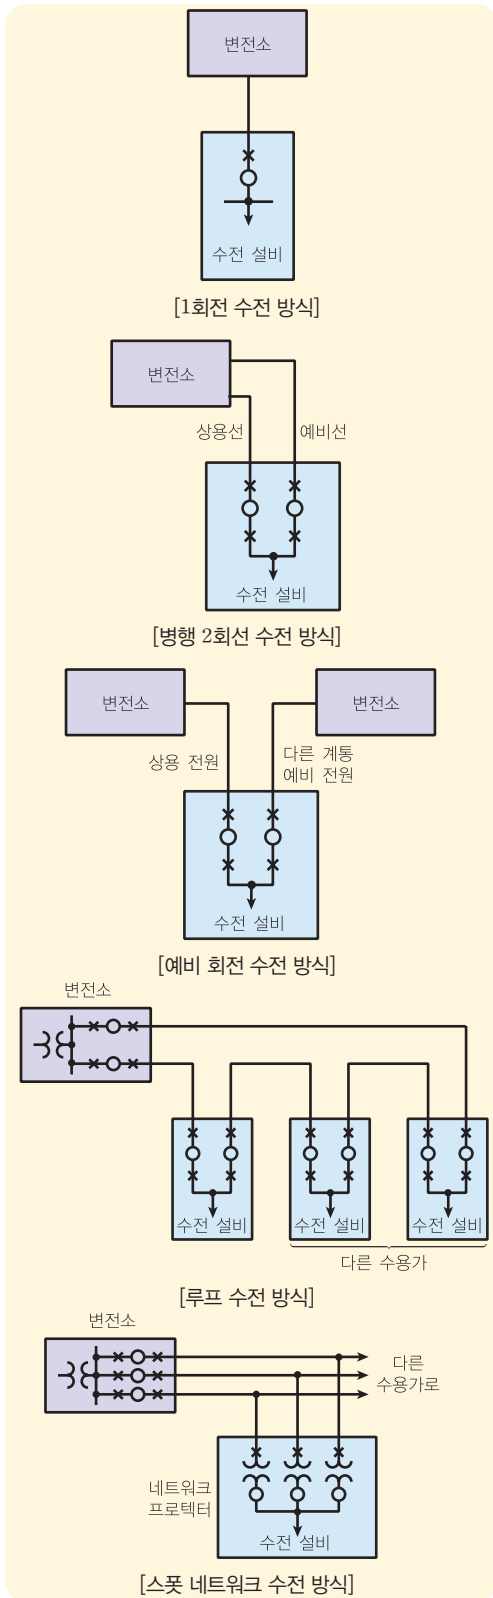 변전소
수전 설비
[1회전 수전 방식]
변전소
상용선
예비선
수전 설비
[병행 2회선 수전 방식]
변전소
변전소
상용 전원
다른 계통
예비 전원
수전 설비
[예비 회전 수전 방식]
변전소
수전 설비
수전 설비
수전 설비
다른 수용가
[루프 수전 방식]
변전소
다른
수용가로
네트워크
프로텍터
수전 설비
[스폿 네트워크 수전 방식]